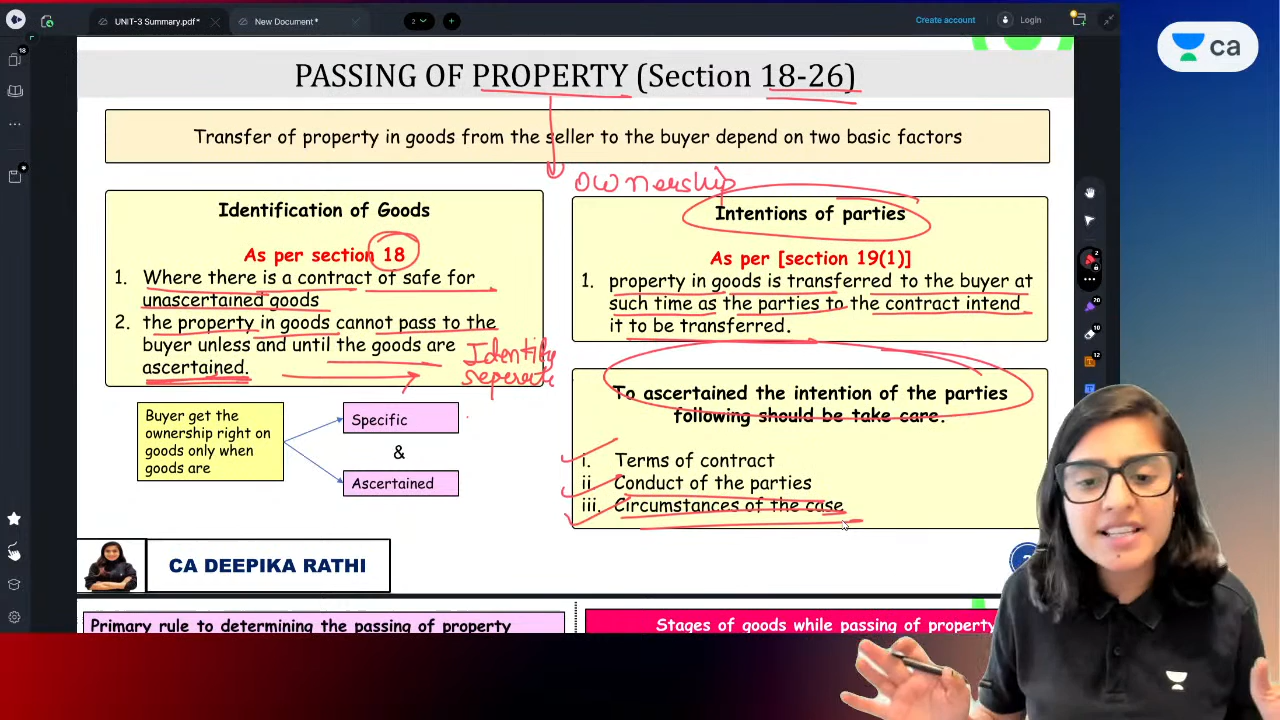 UNIT-3 Summary.pdf*
New Document*
2
Create account
Login
ca
18
PASSING OF PROPERTY (Section 18-26)
Transfer of property in goods from the seller to the buyer depend on two basic factors
ownership
Identification of Goods
As per section 18
1. Where there is a contract of safe for
unascertained goods
2. the property in goods cannot pass to the
buyer unless and until the goods are
ascertained.
Identify
seperate
Buyer get the
ownership right on
goods only when
goods are
Specific
&
Ascertained
Intentions of parties
As per [section 19(1)]
1. property in goods is transferred to the buyer at
such time as the parties to the contract intend
it to be transferred.
To ascertained the intention of the parties
following should be take care.
i. Terms of contract
ii. Conduct of the parties
iii. Circumstances of the case
2
20
10
12
CA DEEPIKA RATHI
Primary rule to determining the passing of property
Stages of goods while passing of property